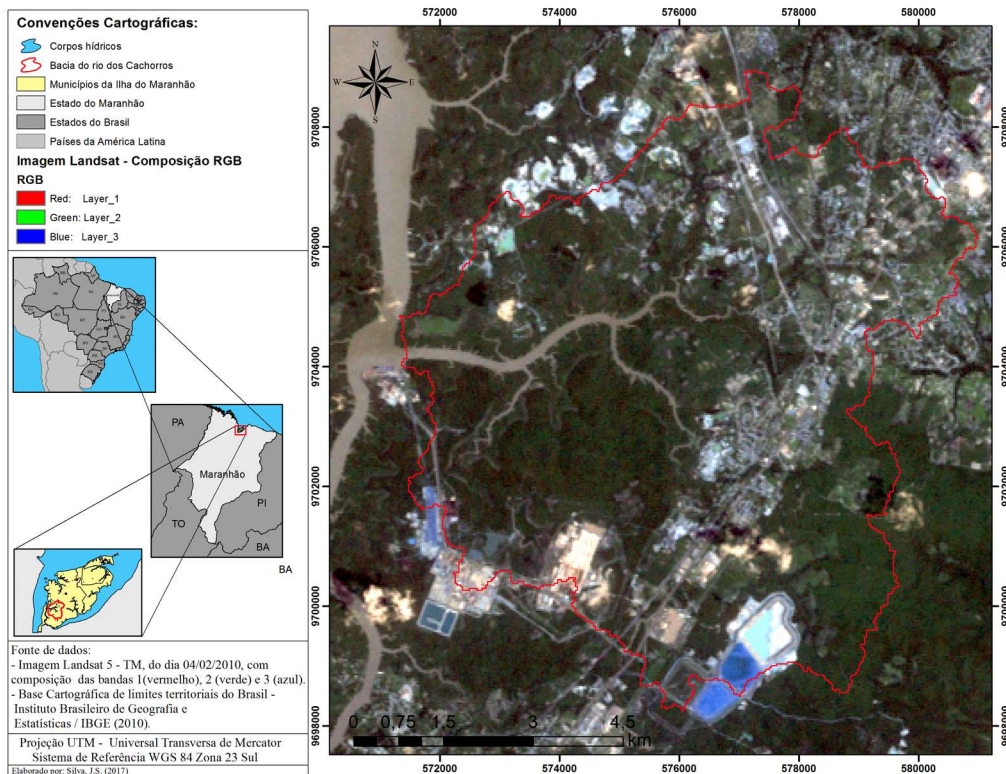 Convenções Cartográficas:
Corpos hídricos
Bacia do rio dos Cachorros
Municípios da Ilha do Maranhão
Estado do Maranhão
Estados do Brasil
Países da América Latina
Imagem Landsat - Composição RGB
RGB
Red: Layer_1
Green: Layer_2
Blue: Layer_3
PA
Maranhão
PI
TO
BA
BA
Fonte de dados:
- Imagem Landsat 5 - TM, do dia 04/02/2010, com
composição das bandas 1(vermelho), 2 (verde) e 3 (azul).
- Base Cartográfica de limites territoriais do Brasil -
Instituto Brasileiro de Geografia e
Estatísticas / IBGE (2010).
Projeção UTM - Universal Transversa de Mercator
Sistema de Referência WGS 84 Zona 23 Sul
Elaborado por: Silva, J.S. (2017)
572000 574000 576000 578000 580000
N
W E
S
9708000 9708000
9706000 9706000
9704000 9704000
9702000 9702000
9700000 9700000
9698000 9698000
0 0,75 1,5 3 4,5
km
572000 574000 576000 578000 580000